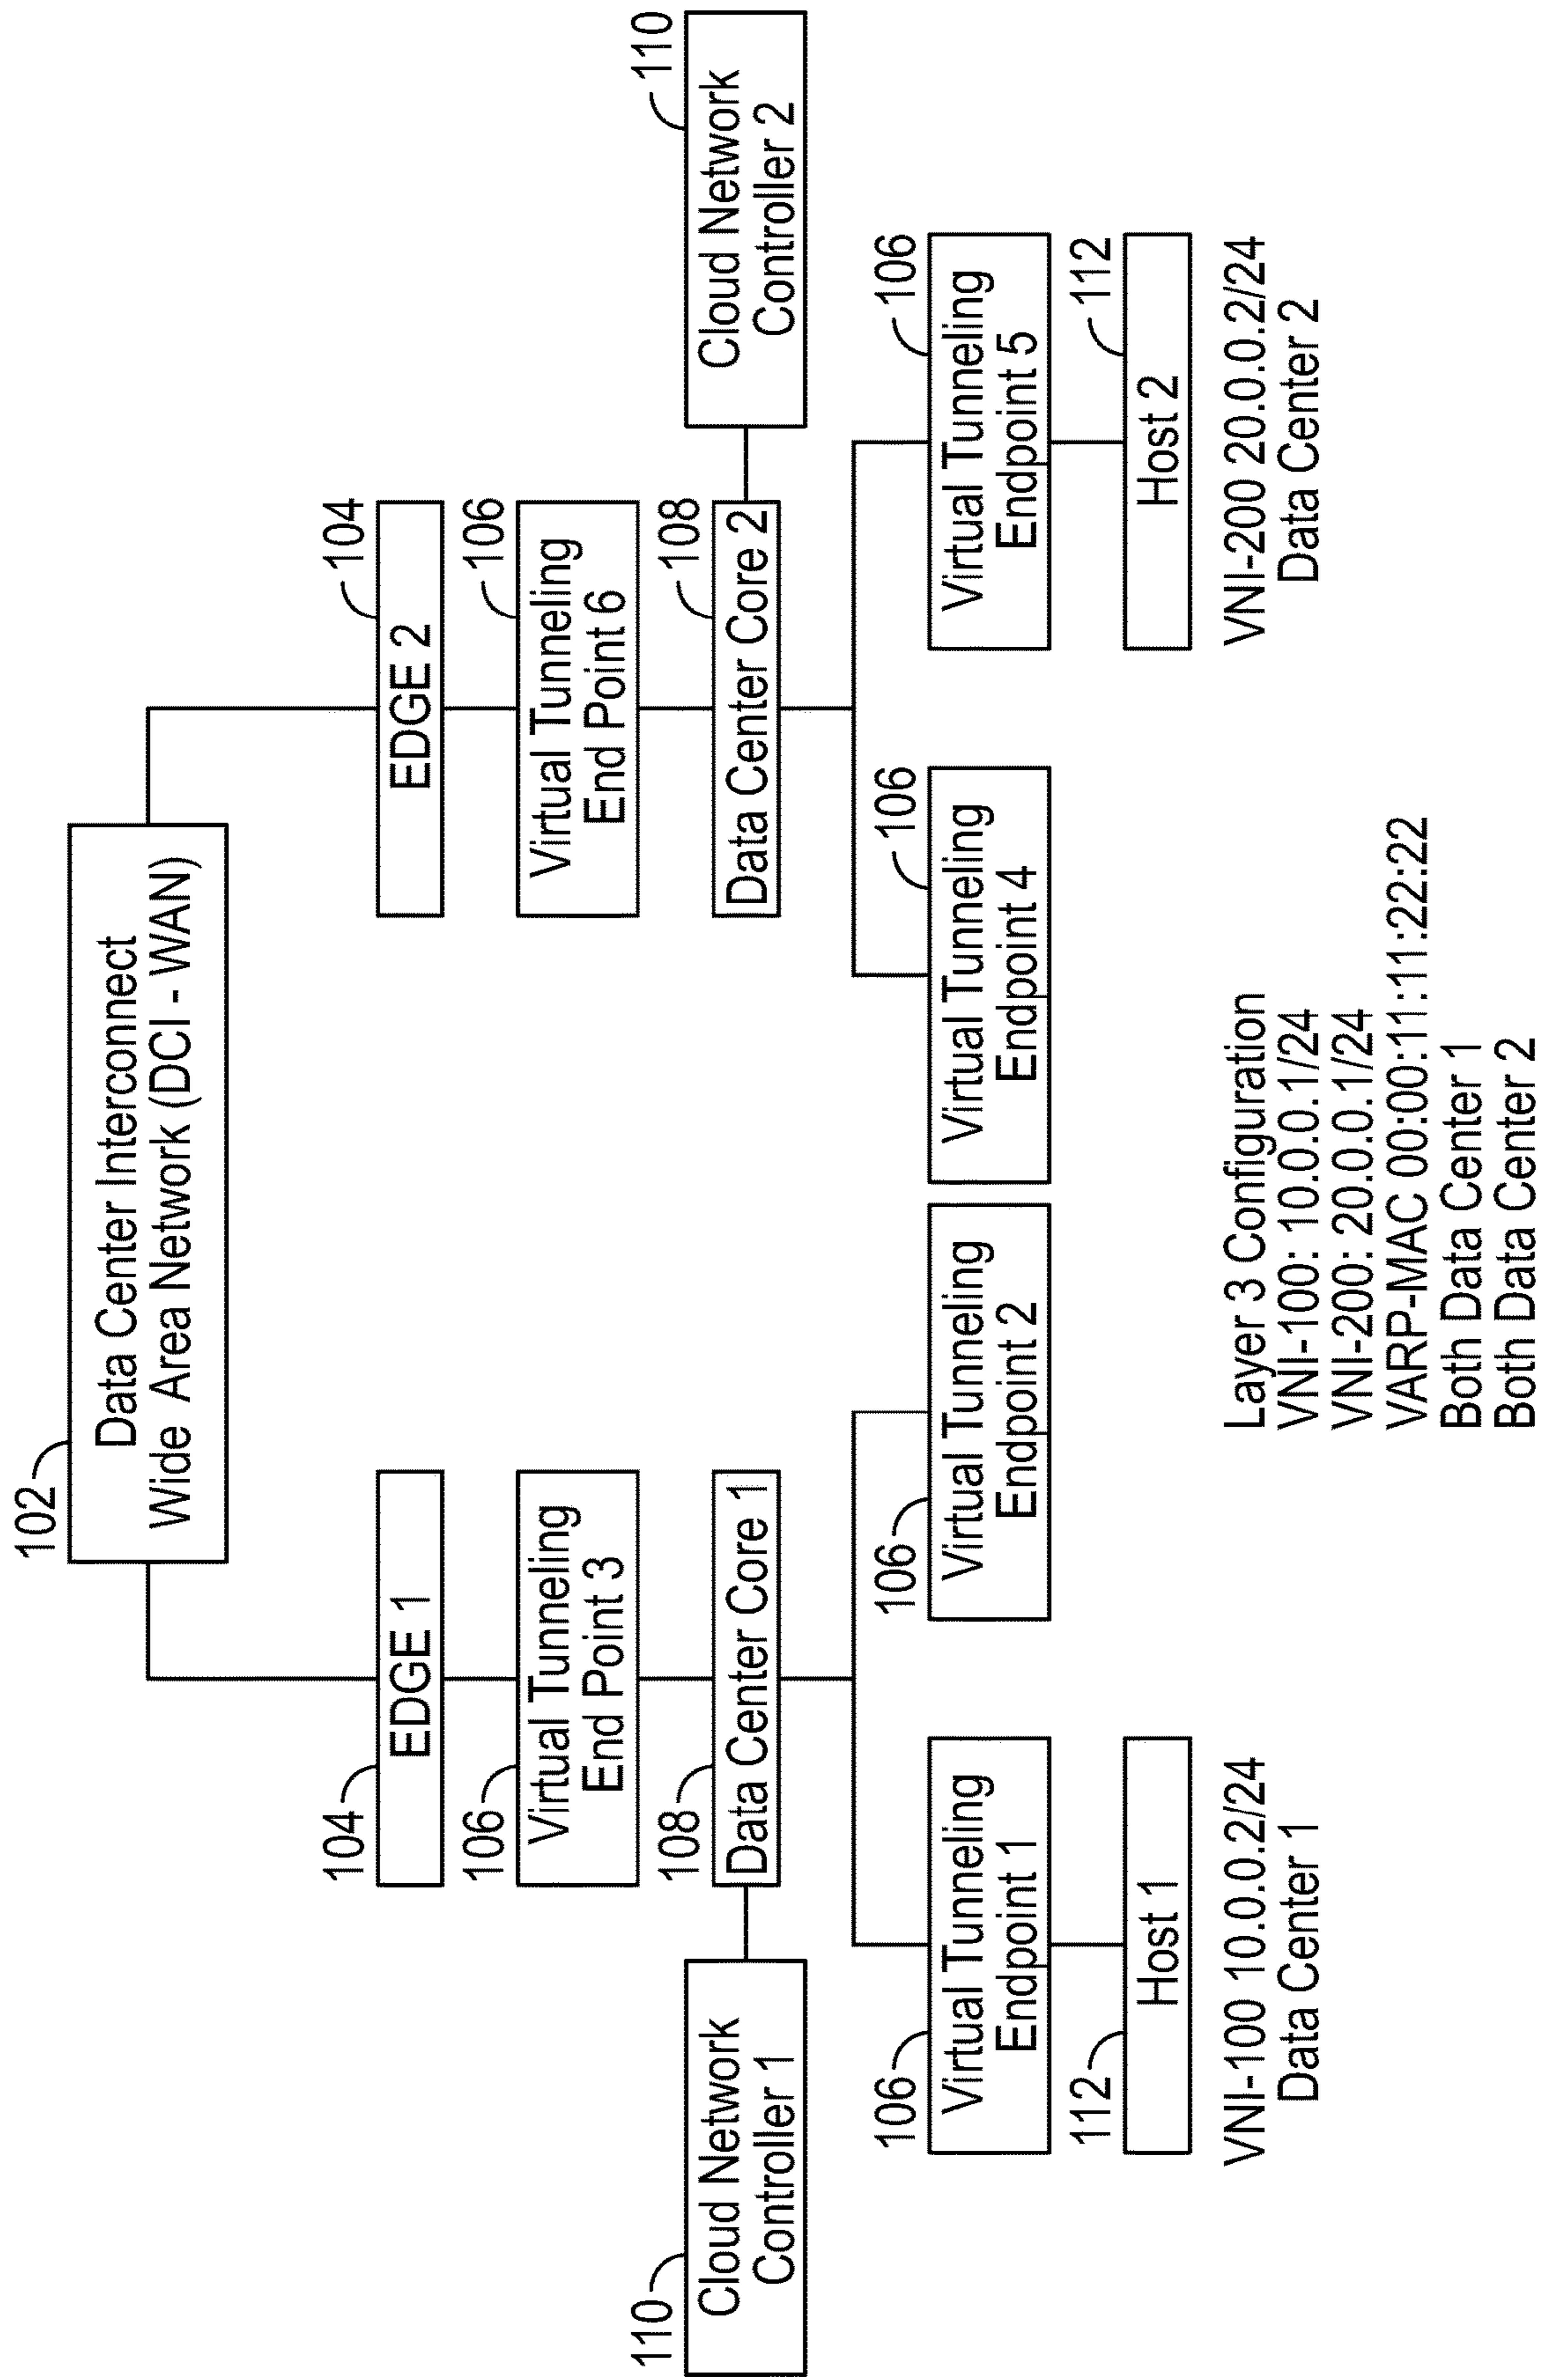 102
Data Center Interconnect
Wide Area Network (DCI - WAN)
104
EDGE 1
104
EDGE 2
106
Virtual Tunneling
End Point 3
106
Virtual Tunneling
End Point 6
110
Cloud Network
Controller 1
108
Data Center Core 1
108
Data Center Core 2
110
Cloud Network
Controller 2
106
Virtual Tunneling
Endpoint 1
106
Virtual Tunneling
Endpoint 2
106
Virtual Tunneling
Endpoint 4
106
Virtual Tunneling
Endpoint 5
112
Host 1
112
Host 2
VNI-100 10.0.0.2/24
Data Center 1
Layer 3 Configuration
VNI-100: 10.0.0.1/24
VNI-200: 20.0.0.1/24
VARP-MAC 00:00:11:11:22:22
Both Data Center 1
Both Data Center 2
VNI-200 20.0.0.2/24
Data Center 2